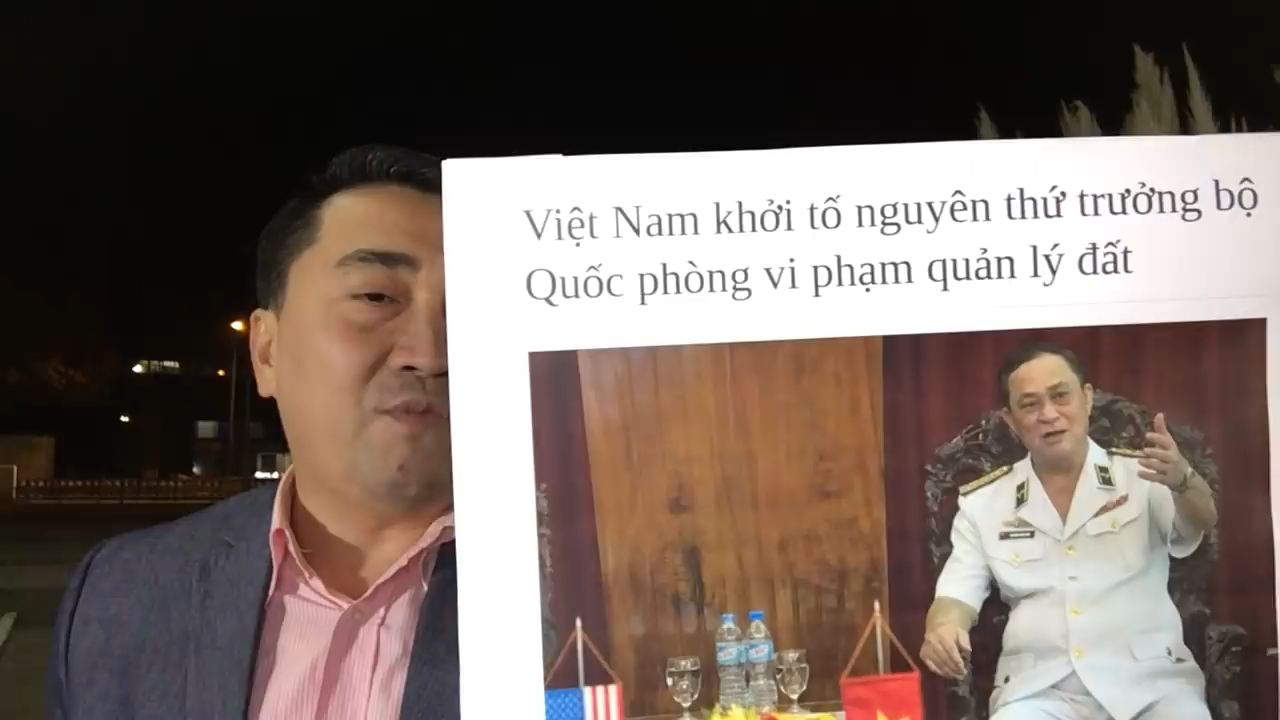 Việt Nam khởi tố nguyên thứ trưởng bộ
Quốc phòng vi phạm quản lý đất